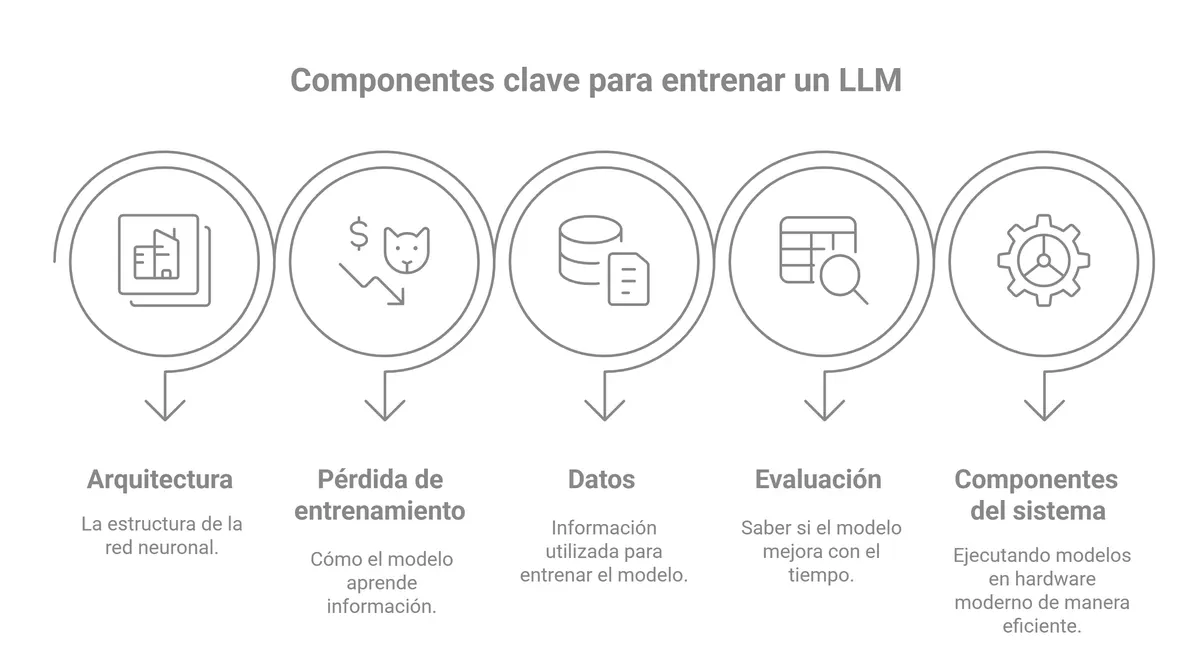 Componentes clave para entrenar un LLM
$
Arquitectura
La estructura de la
red neuronal.
Pérdida de
entrenamiento
Cómo el modelo
aprende
información.
Datos
Información
utilizada para
entrenar el modelo.
Evaluación
Saber si el modelo
mejora con el
tiempo.
Componentes
del sistema
Ejecutando modelos
en hardware
moderno de manera
eficiente.